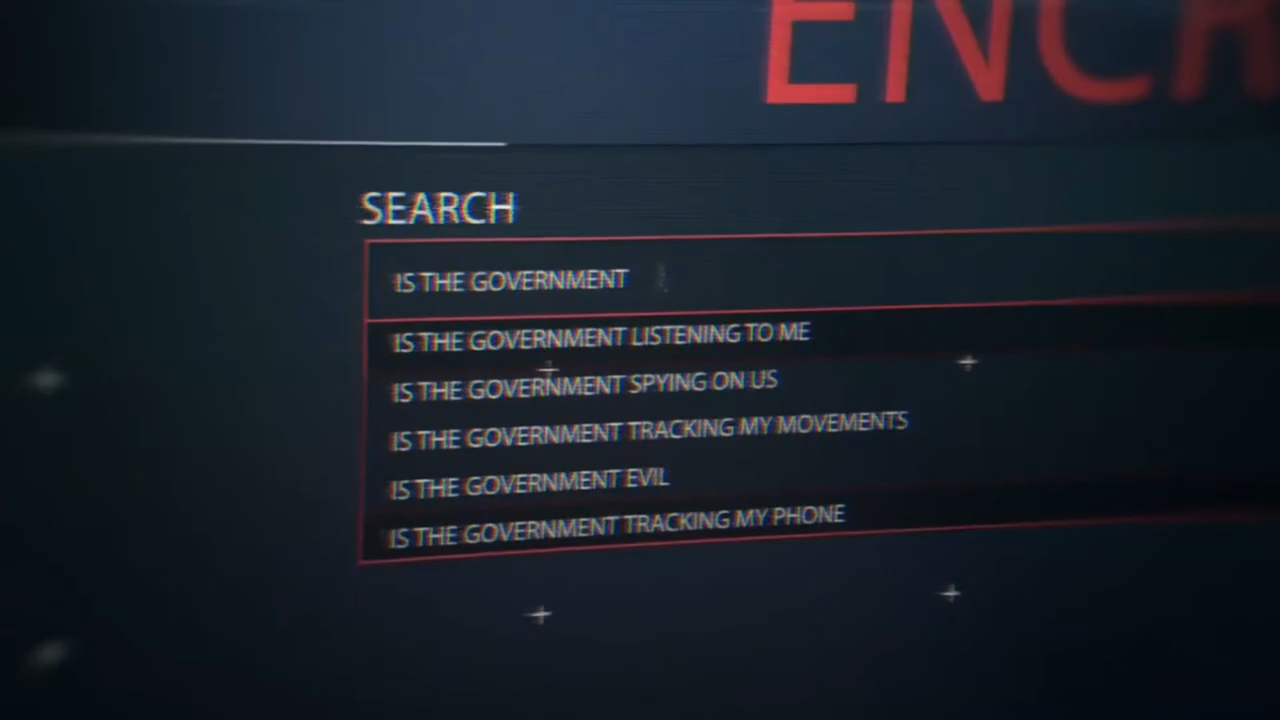 ENCR
SEARCH
IS THE GOVERNMENT
IS THE GOVERNMENT LISTENING TO ME
IS THE GOVERNMENT SPYING ON US
IS THE GOVERNMENT TRACKING MY MOVEMENTS
IS THE GOVERNMENT EVIL
IS THE GOVERNMENT TRACKING MY PHONE